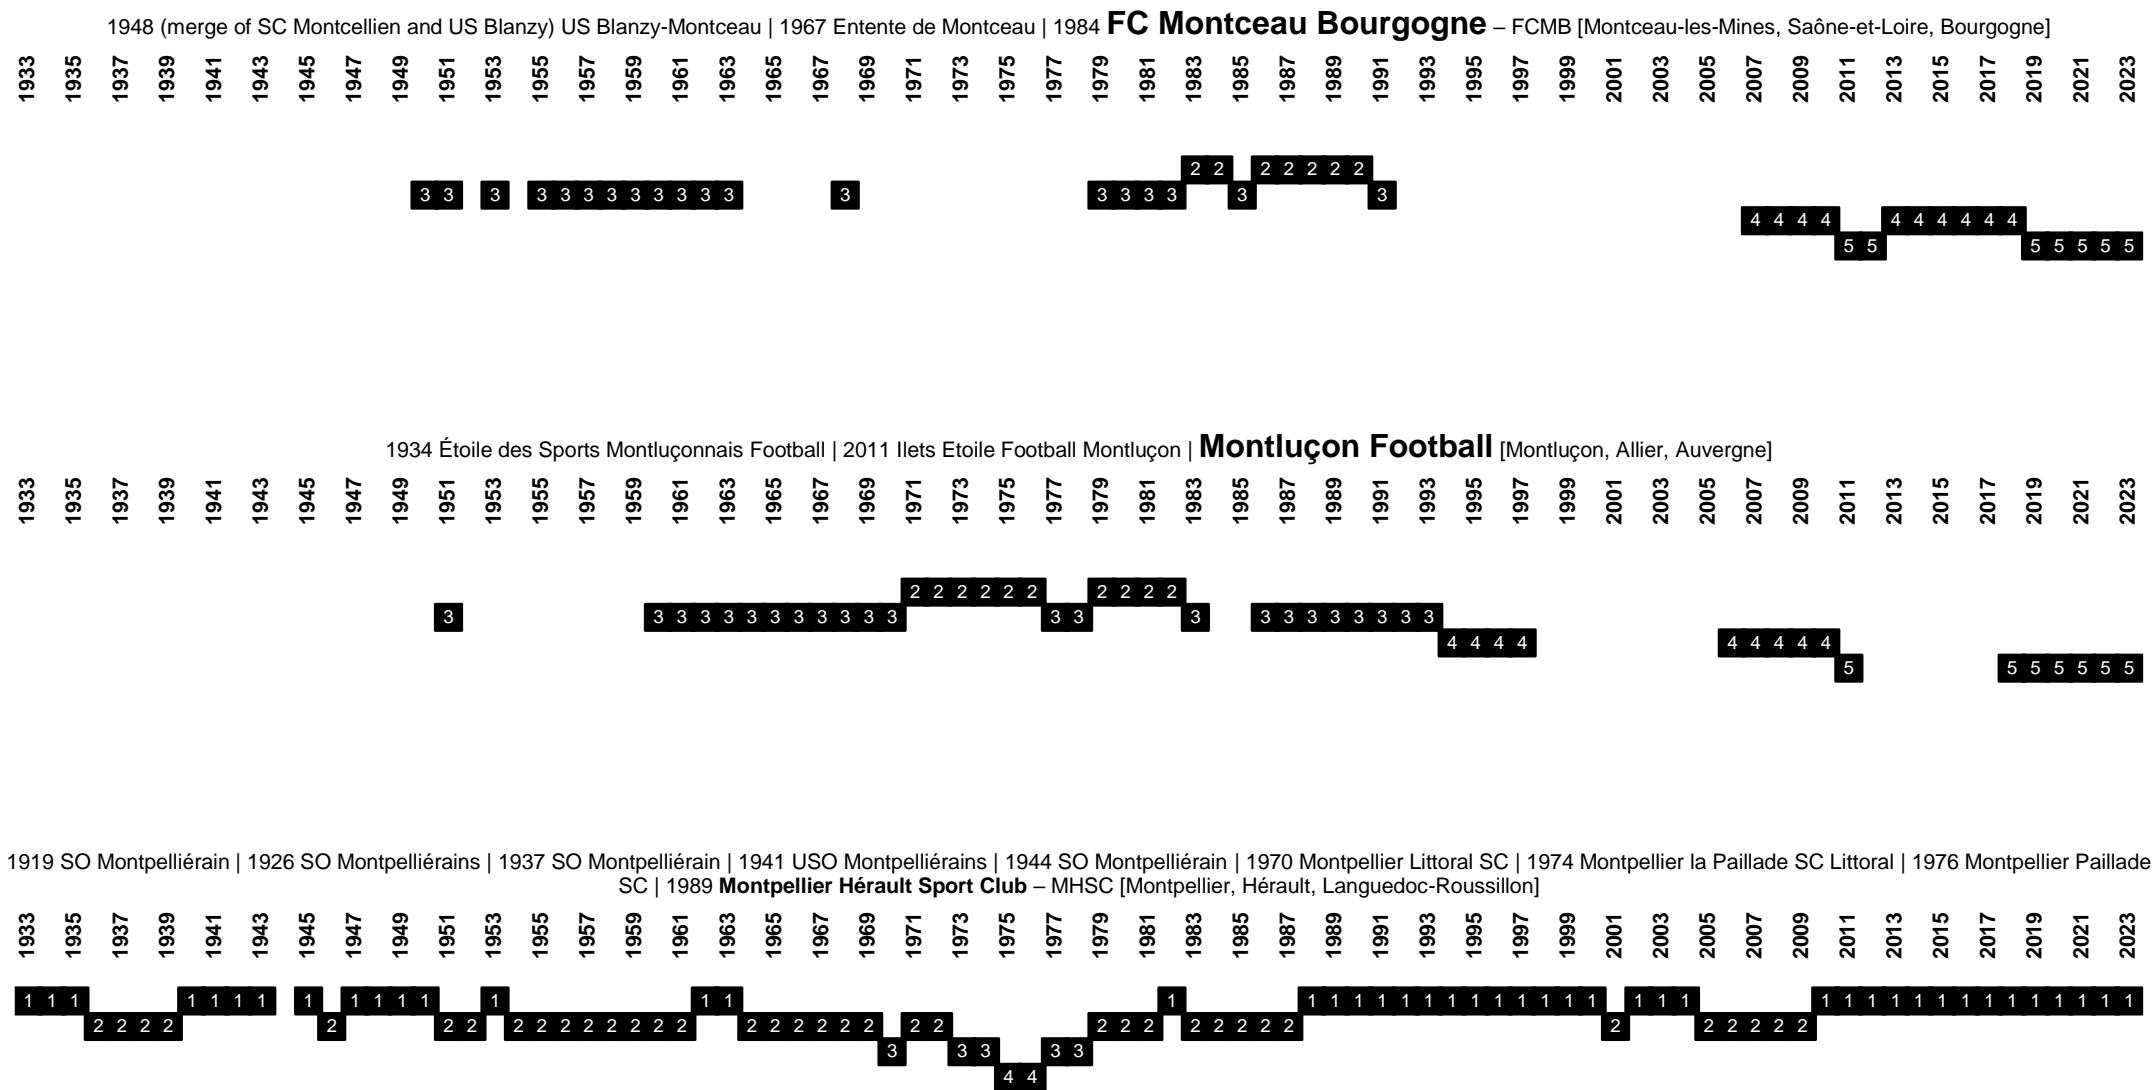 1948 (merge of SC Montcellien and US Blanzy) US Blanzy-Montceau | 1967 Entente de Montceau | 1984 FC Montceau Bourgogne – FCMB [Montceau-les-Mines, Saône-et-Loire, Bourgogne]
1933 1935 1937 1939 1941 1943 1945 1947 1949 1951 1953 1955 1957 1959 1961 1963 1965 1967 1969 1971 1973 1975 1977 1979 1981 1983 1985 1987 1989 1991 1993 1995 1997 1999 2001 2003 2005 2007 2009 2011 2013 2015 2017 2019 2021 2023
2 2 2 2 2 2 2
3 3 3 3 3 3 3 3 3 3 3 3 3 3 3 3 3 3 3
4 4 4 4 4 4 4 4 4 4
5 5 5 5 5 5 5
1934 Étoile des Sports Montluçonnais Football | 2011 Ilets Etoile Football Montluçon | Montluçon Football [Montluçon, Allier, Auvergne]
1933 1935 1937 1939 1941 1943 1945 1947 1949 1951 1953 1955 1957 1959 1961 1963 1965 1967 1969 1971 1973 1975 1977 1979 1981 1983 1985 1987 1989 1991 1993 1995 1997 1999 2001 2003 2005 2007 2009 2011 2013 2015 2017 2019 2021 2023
2 2 2 2 2 2 2 2 2 2
3 3 3 3 3 3 3 3 3 3 3 3 3 3 3 3 3 3 3 3 3 3 3
4 4 4 4 4 4 4 4 4
5 5 5 5 5 5 5
1919 SO Montpelliérain | 1926 SO Montpelliérains | 1937 SO Montpelliérain | 1941 USO Montpelliérains | 1944 SO Montpelliérain | 1970 Montpellier Littoral SC | 1974 Montpellier la Paillade SC Littoral | 1976 Montpellier Paillade
SC | 1989 Montpellier Hérault Sport Club – MHSC [Montpellier, Hérault, Languedoc-Roussillon]
1933 1935 1937 1939 1941 1943 1945 1947 1949 1951 1953 1955 1957 1959 1961 1963 1965 1967 1969 1971 1973 1975 1977 1979 1981 1983 1985 1987 1989 1991 1993 1995 1997 1999 2001 2003 2005 2007 2009 2011 2013 2015 2017 2019 2021 2023
1 1 1 1 1 1 1 1 1 1 1 1 1 1 1 1 1 1 1 1 1 1 1 1 1 1 1 1 1 1 1 1 1 1 1 1 1 1 1 1 1 1 1 1 1 1
2 2 2 2 2 2 2 2 2 2 2 2 2 2 2 2 2 2 2 2 2 2 2 2 2 2 2 2 2 2 2 2 2 2 2 2 2 2
3 3 3 3 3
4 4